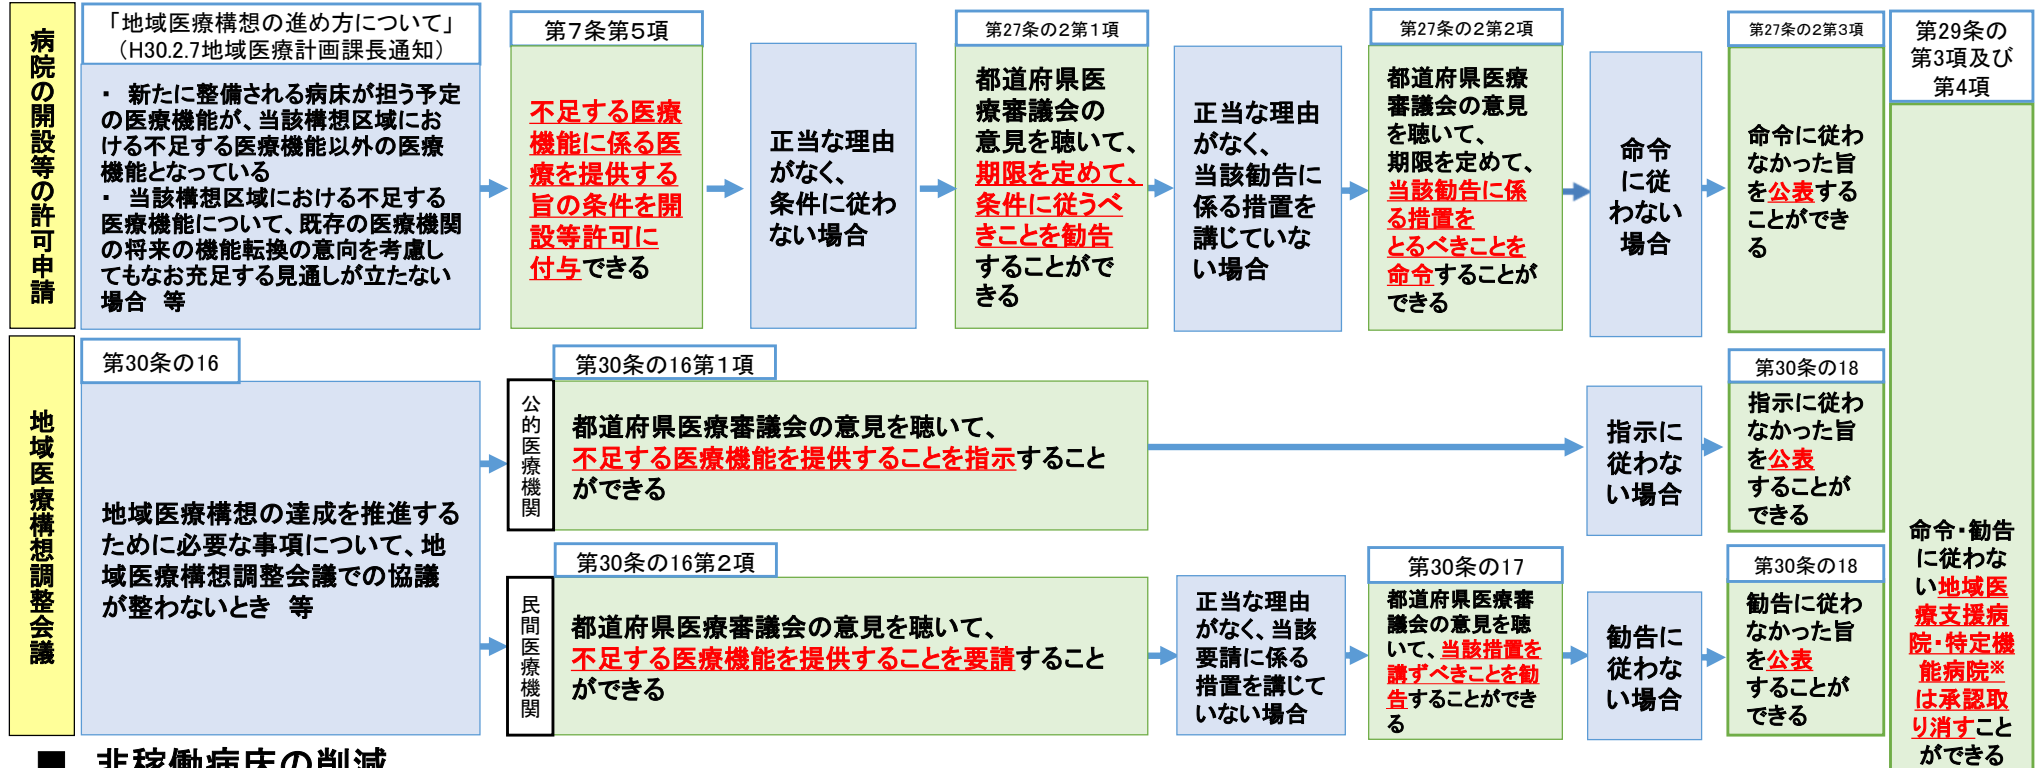 病院の開設等の許可申請
「地域医療構想の進め方について」
（H30.2.7地域医療計画課長通知）
・　新たに整備される病床が担う予定
の医療機能が、当該構想区域にお
ける不足する医療機能以外の医療
機能となっている
・　当該構想区域における不足する
医療機能について、既存の医療機関
の将来の機能転換の意向を考慮し
てもなお充足する見通しが立たない
場合　等
第７条第５項
不足する医療
機能に係る医
療を提供する
旨の条件を開
設等許可に
付与できる
正当な理由
がなく、
条件に従わ
ない場合
第27条の２第１項
都道府県医
療審議会の
意見を聴いて、
期限を定めて、
条件に従うべ
きことを勧告
することがで
きる
正当な理由
がなく、
当該勧告に
係る措置を
講じていな
い場合
第27条の２第２項
都道府県医療
審議会の意見
を聴いて、
期限を定めて、
当該勧告に係
る措置を
とるべきことを
命令することが
できる
命令
に従
わない
場合
第27条の２第３項
命令に従わ
なかった旨
を公表する
ことができ
る
第29条の
第3項及び
第4項
命令・勧告
に従わな
い地域医
療支援病
院・特定機
能病院※
は承認取
り消すこと
ができる
地域医療構想調整会議
第30条の16
地域医療構想の達成を推進する
ために必要な事項について、地
域医療構想調整会議での協議
が整わないとき　等
公的医療機関
第30条の16第１項
都道府県医療審議会の意見を聴いて、
不足する医療機能を提供することを指示すること
ができる
指示に
従わな
い場合
第30条の18
指示に従わ
なかった旨
を公表
することが
できる
民間医療機関
第30条の16第２項
都道府県医療審議会の意見を聴いて、
不足する医療機能を提供することを要請すること
ができる
正当な理由
がなく、当該
要請に係る
措置を講じて
いない場合
第30条の17
都道府県医療審
議会の意見を聴
いて、当該措置を
講ずべきことを勧
告することができ
る
勧告に
従わな
い場合
第30条の18
勧告に従わ
なかった旨
を公表
することが
できる
■　非稼働病床の削減